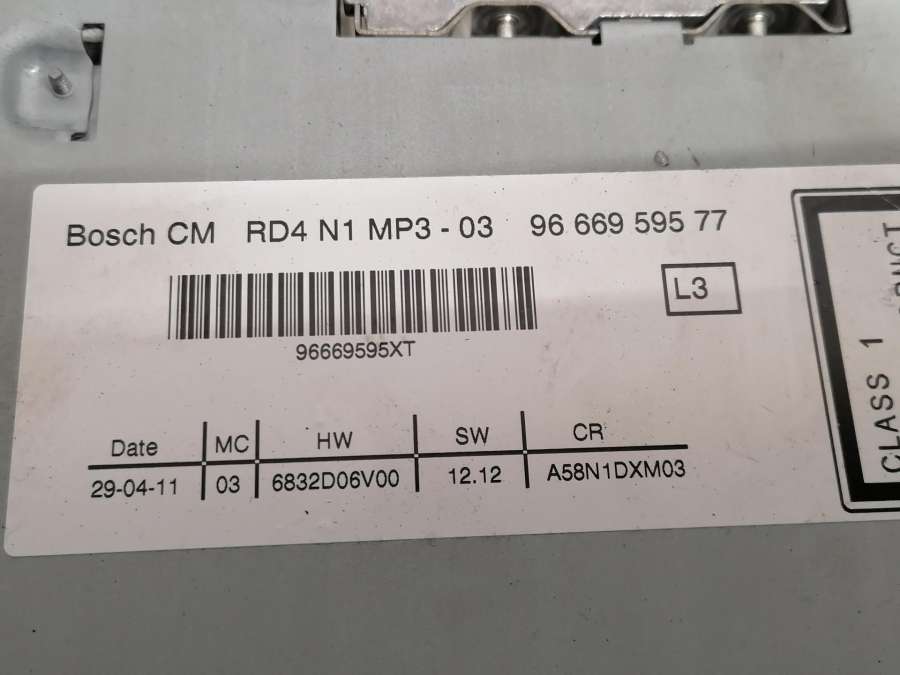 Bosch CM RD4 N1 MP3 - 03 96 669 595 77
L3
96669595XT
Date MC HW SW CR
29-04-11 03 6832D06V00 12.12 A58N1DXM03
CLASS 1